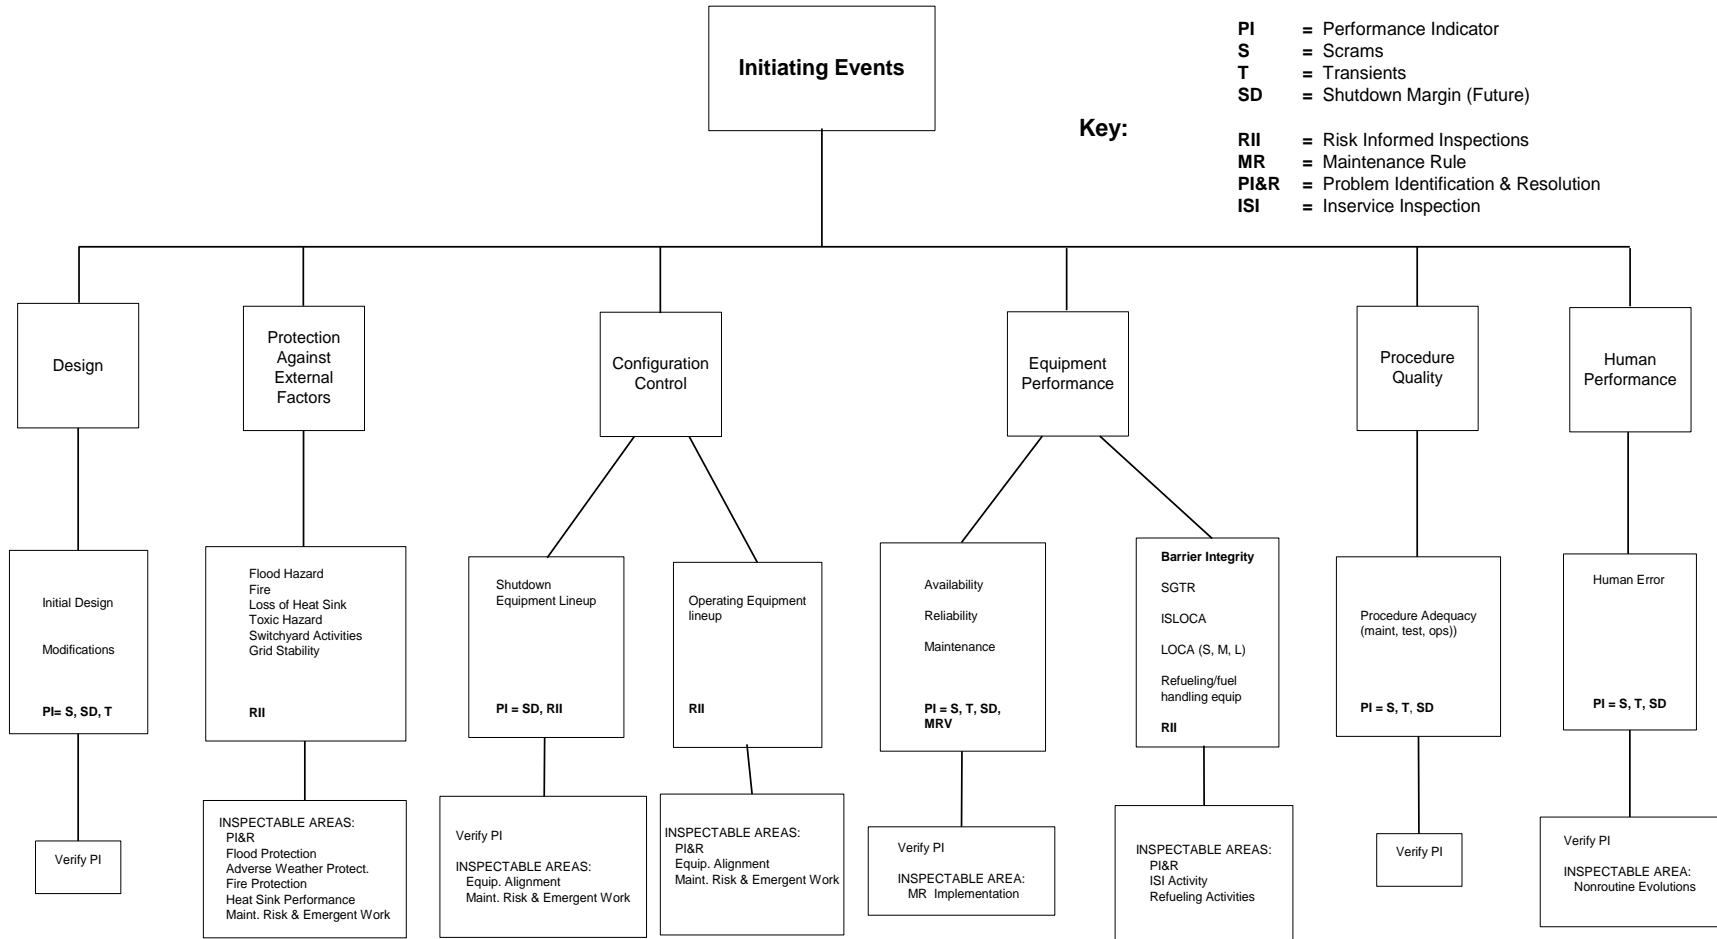 Initiating Events
Key:
PI = Performance Indicator
S = Scrams
T = Transients
SD = Shutdown Margin (Future)
RII = Risk Informed Inspections
MR = Maintenance Rule
PI&R = Problem Identification & Resolution
ISI = Inservice Inspection
Design
Protection
Against
External
Factors
Configuration
Control
Equipment
Performance
Procedure
Quality
Human
Performance
Initial Design
Modifications
PI= S, SD, T
Flood Hazard
Fire
Loss of Heat Sink
Toxic Hazard
Switchyard Activities
Grid Stability
RII
Shutdown
Equipment Lineup
PI = SD, RII
Operating Equipment
lineup
RII
Availability
Reliability
Maintenance
PI = S, T, SD,
MRV
Barrier Integrity
SGTR
ISLOCA
LOCA (S, M, L)
Refueling/fuel
handling equip
RII
Procedure Adequacy
(maint, test, ops))
PI = S, T, SD
Human Error
PI = S, T, SD
Verify PI
INSPECTABLE AREAS:
PI&R
Flood Protection
Adverse Weather Protect.
Fire Protection
Heat Sink Performance
Maint. Risk & Emergent Work
Verify PI
INSPECTABLE AREAS:
Equip. Alignment
Maint. Risk & Emergent Work
INSPECTABLE AREAS:
PI&R
Equip. Alignment
Maint. Risk & Emergent Work
Verify PI
INSPECTABLE AREA:
MR Implementation
INSPECTABLE AREAS:
PI&R
ISI Activity
Refueling Activities
Verify PI
Verify PI
INSPECTABLE AREA:
Nonroutine Evolutions